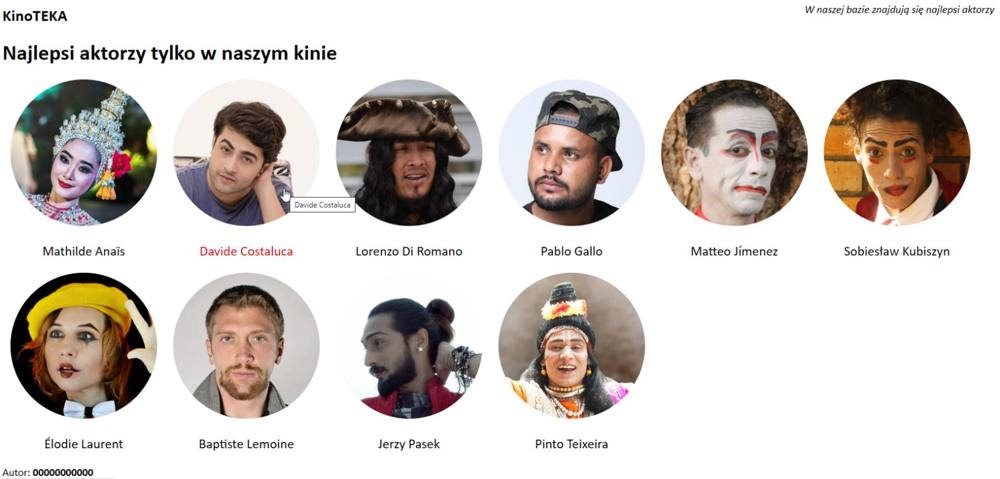 KinoTEKA
W naszej bazie znajdują się najlepsi aktorzy
Najlepsi aktorzy tylko w naszym kinie
Davide Costaluca
Mathilde Anaïs
Davide Costaluca
Lorenzo Di Romano
Pablo Gallo
Matteo Jímenez
Sobiesław Kubiszyn
Élodie Laurent
Baptiste Lemoine
Jerzy Pasek
Pinto Teixeira
Autor: 00000000000